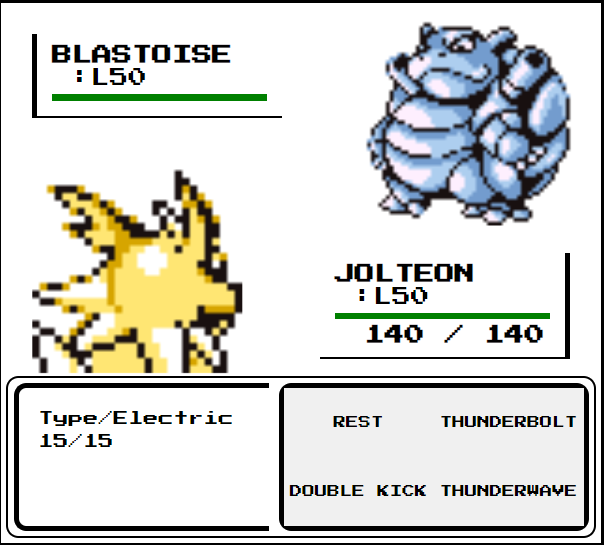 BLASTOISE
:L50
JOLTEON
:L50
140 / 140
Type/Electric
15/15
REST THUNDERBOLT
DOUBLE KICK THUNDERWAVE